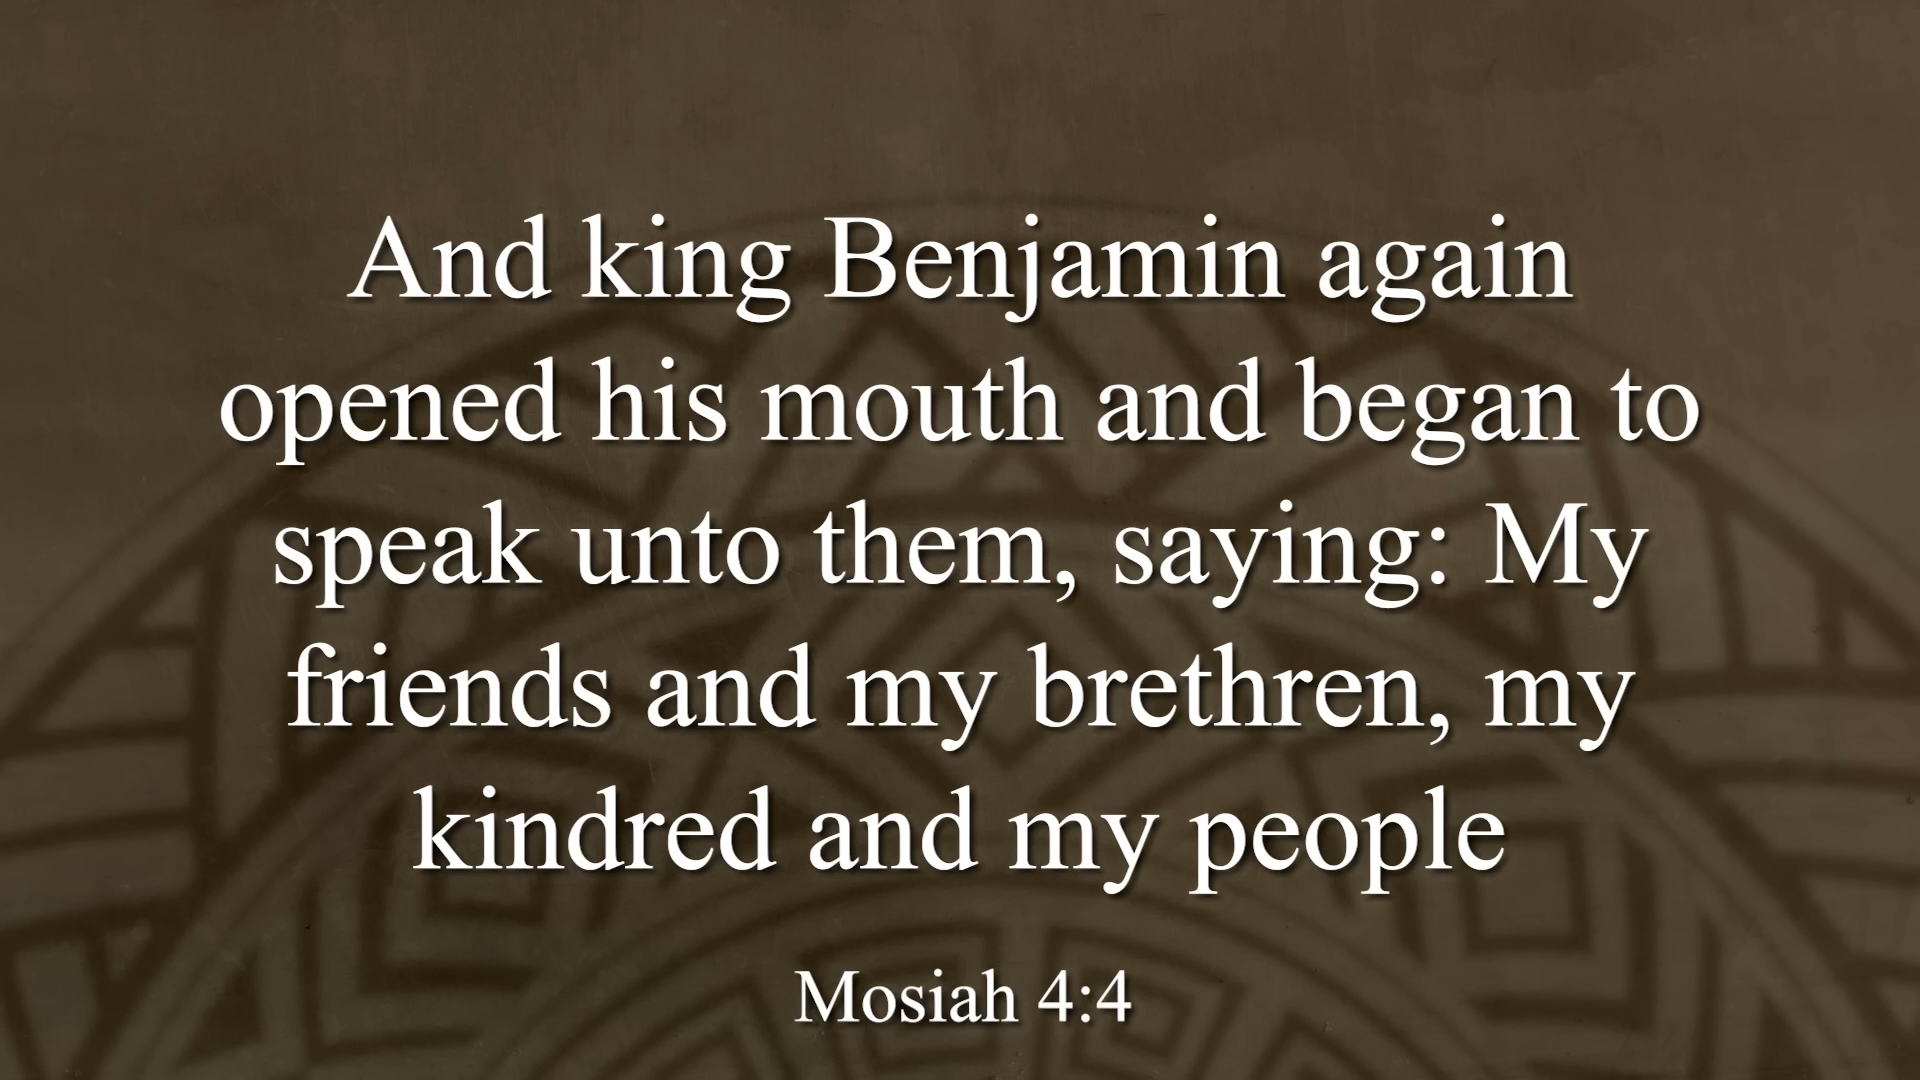 And king Benjamin again
opened his mouth and began to
speak unto them, saying: My
friends and my brethren, my
kindred and my people
Mosiah 4:4